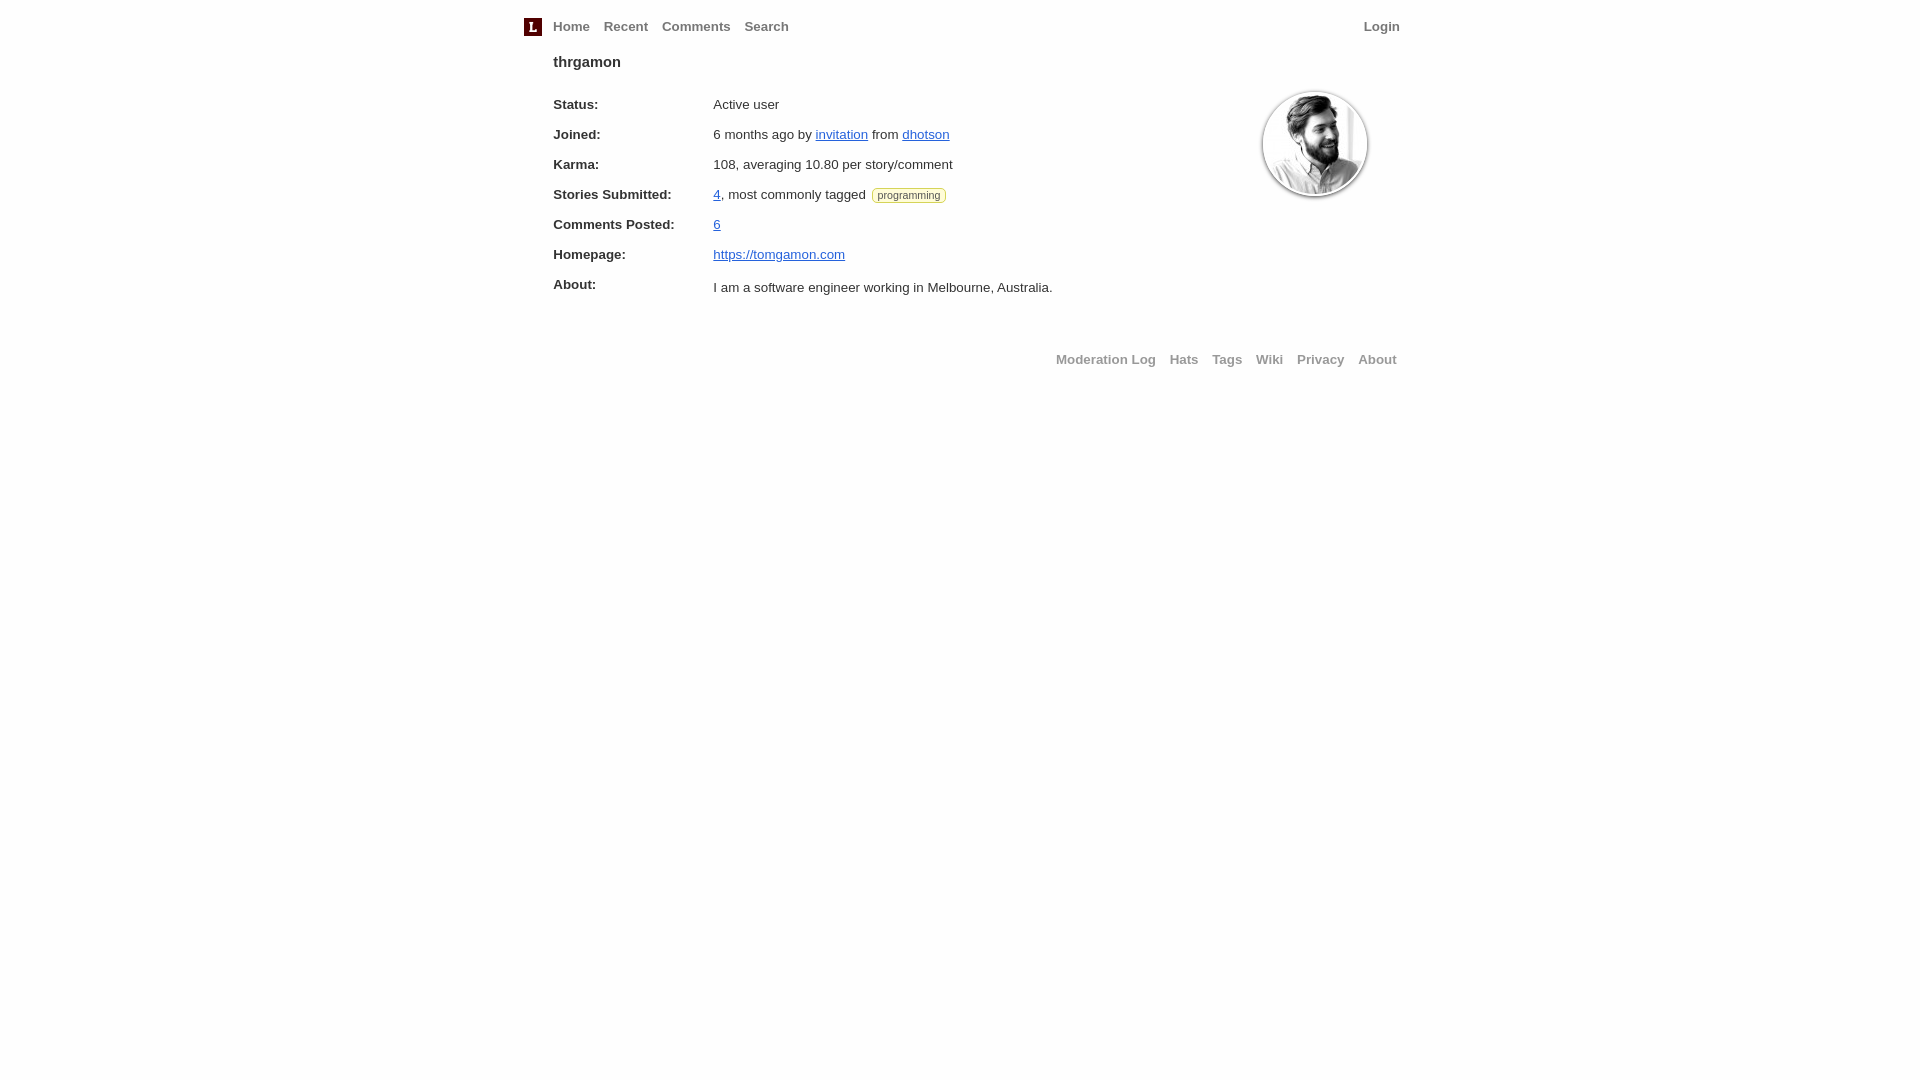 L Home Recent Comments Search Login
thrgamon
Status: Active user
Joined: 6 months ago by invitation from dhotson
Karma: 108, averaging 10.80 per story/comment
Stories Submitted: 4, most commonly tagged programming
Comments Posted: 6
Homepage: https://tomgamon.com
About: I am a software engineer working in Melbourne, Australia.
Moderation Log Hats Tags Wiki Privacy About